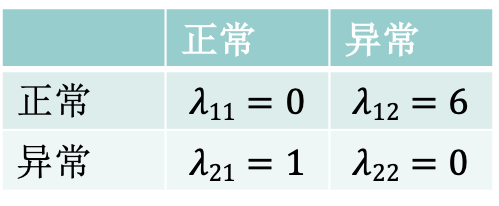 正常 异常
正常 λ₁₁ = 0 λ₁₂ = 6
异常 λ₂₁ = 1 λ₂₂ = 0